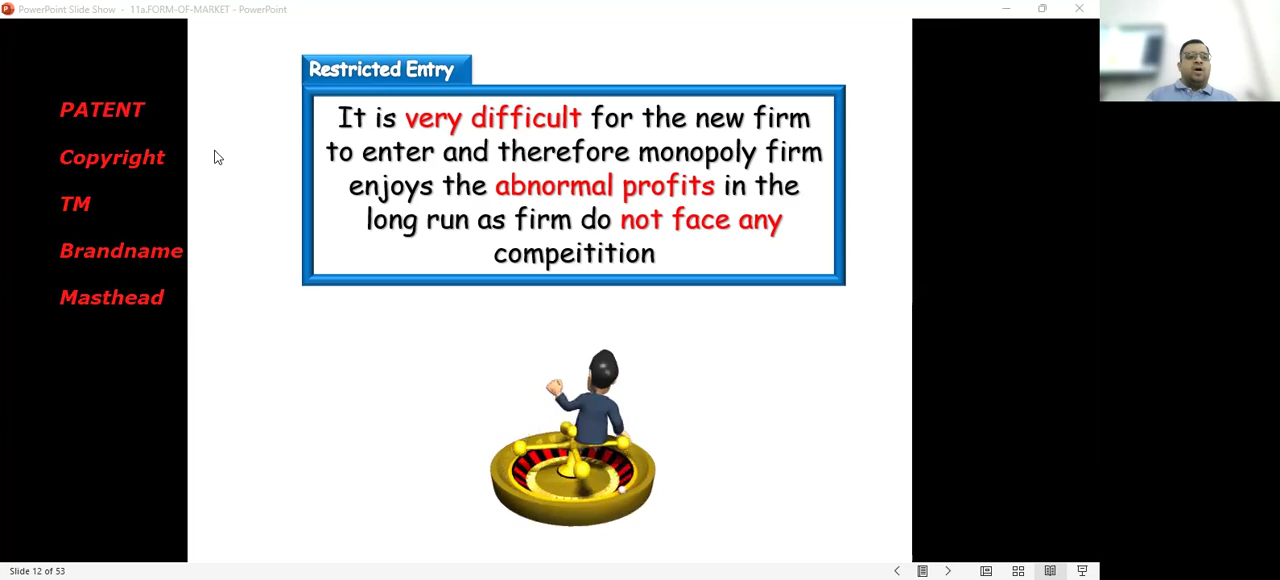 PowerPoint Slide Show - 11a.FORM-OF-MARKET - PowerPoint
Restricted Entry
It is very difficult for the new firm
to enter and therefore monopoly firm
enjoys the abnormal profits in the
long run as firm do not face any
compeitition
PATENT
Copyright
TM
Brandname
Masthead
Slide 12 of 53